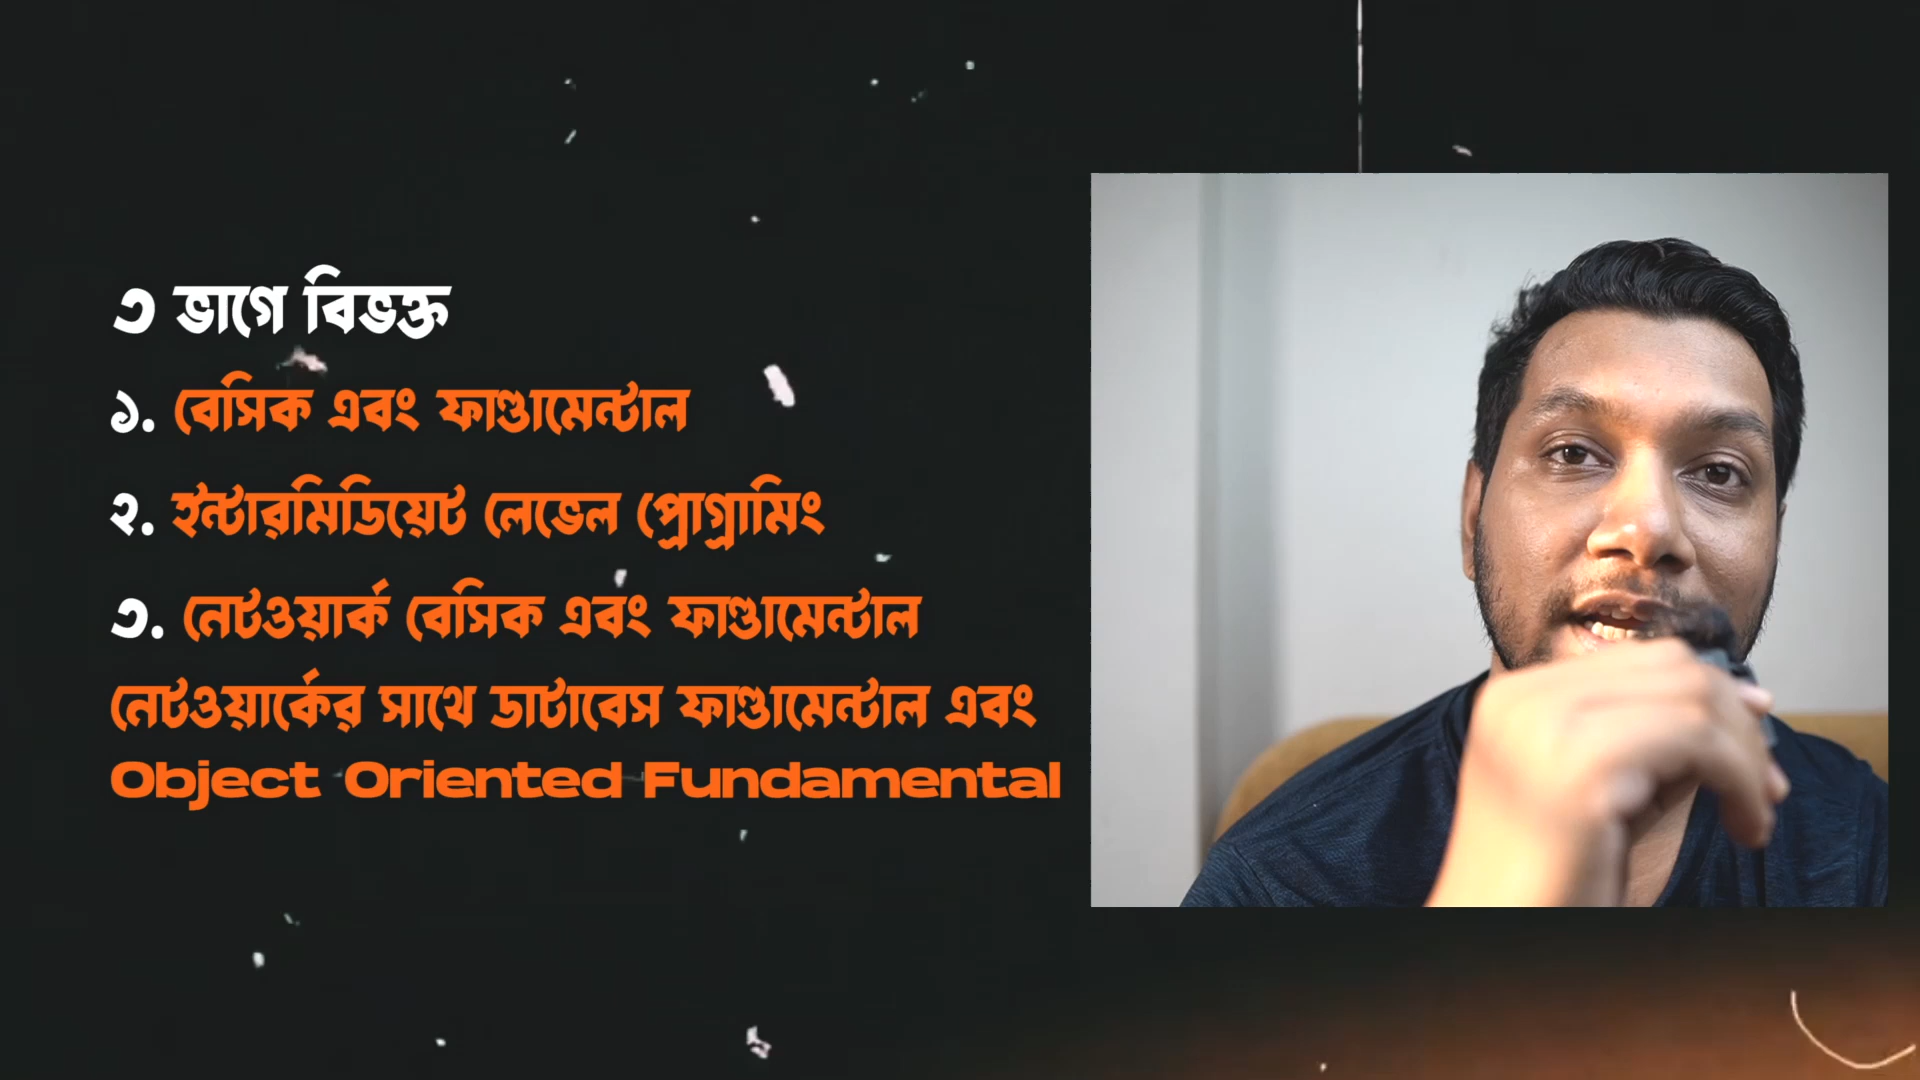 ৩ ভাগে বিভক্ত
১. বেসিক এবং ফাণ্ডামেন্টাল
২. ইন্টারমিডিয়েট লেভেল প্রোগ্রামিং
৩. নেটওয়ার্ক বেসিক এবং ফাণ্ডামেন্টাল
নেটওয়ার্কের সাথে ডাটাবেস ফাণ্ডামেন্টাল এবং
Object Oriented Fundamental